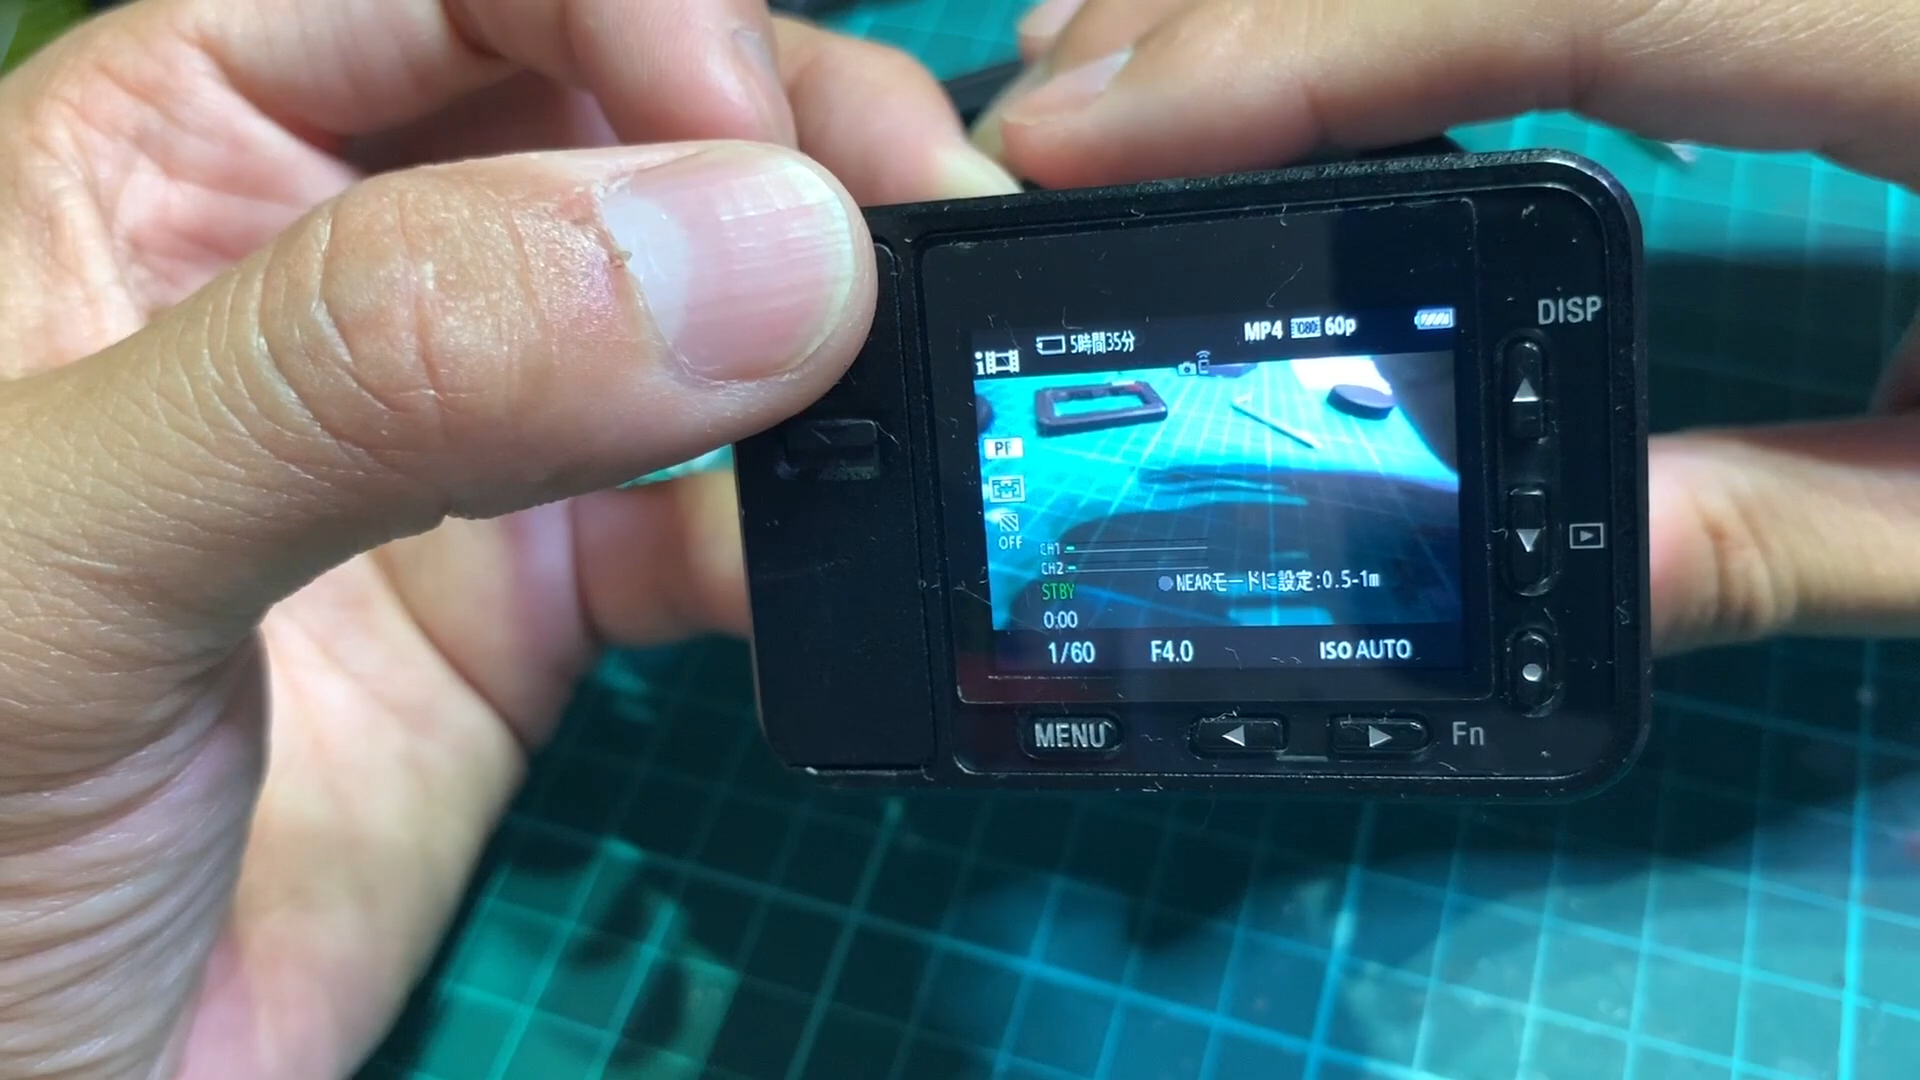 DISP
5時間35分
MP4 1080 60p
i
PF
OFF
CH1
CH2
STBY
NEARモードに設定:0.5-1m
0:00
1/60 F4.0 ISO AUTO
MENU
Fn